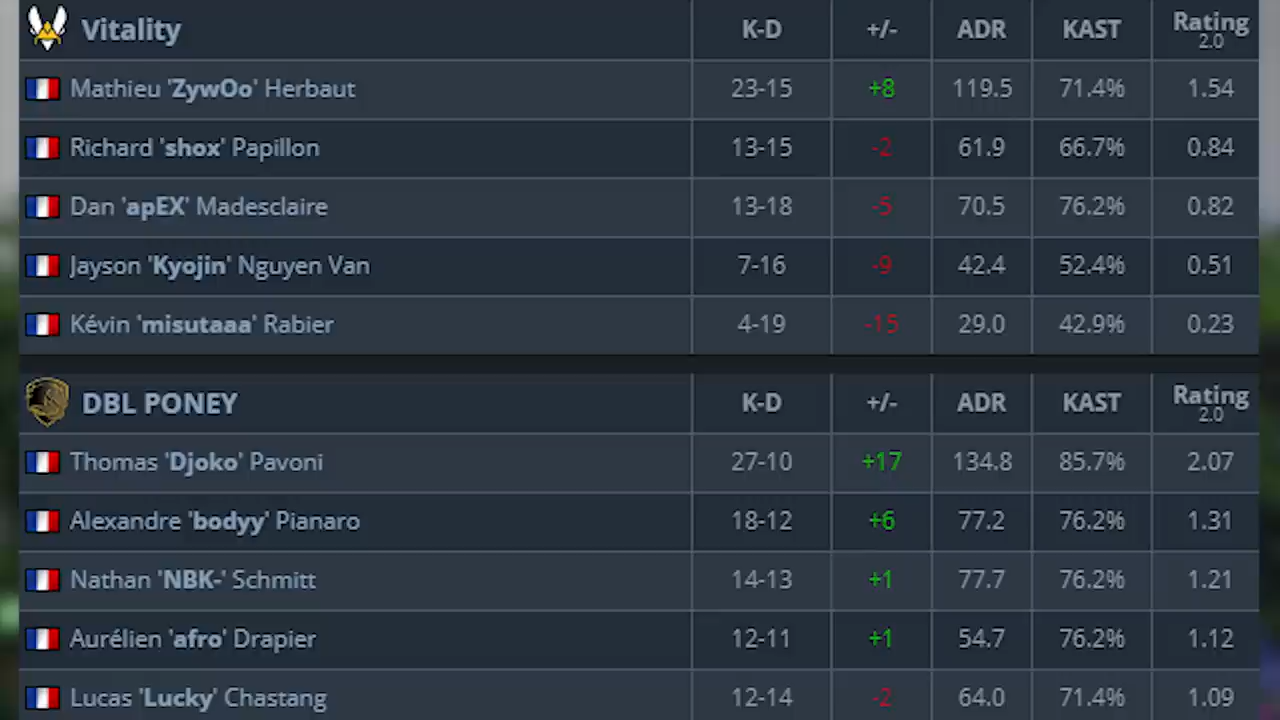 Vitality K-D +/- ADR KAST Rating 2.0
Mathieu 'ZywOo' Herbaut 23-15 +8 119.5 71.4% 1.54
Richard 'shox' Papillon 13-15 -2 61.9 66.7% 0.84
Dan 'apEX' Madesclaire 13-18 -5 70.5 76.2% 0.82
Jayson 'Kyojin' Nguyen Van 7-16 -9 42.4 52.4% 0.51
Kévin 'misutaaa' Rabier 4-19 -15 29.0 42.9% 0.23
DBL PONEY K-D +/- ADR KAST Rating 2.0
Thomas 'Djoko' Pavoni 27-10 +17 134.8 85.7% 2.07
Alexandre 'bodyy' Pianaro 18-12 +6 77.2 76.2% 1.31
Nathan 'NBK-' Schmitt 14-13 +1 77.7 76.2% 1.21
Aurélien 'afro' Drapier 12-11 +1 54.7 76.2% 1.12
Lucas 'Lucky' Chastang 12-14 -2 64.0 71.4% 1.09